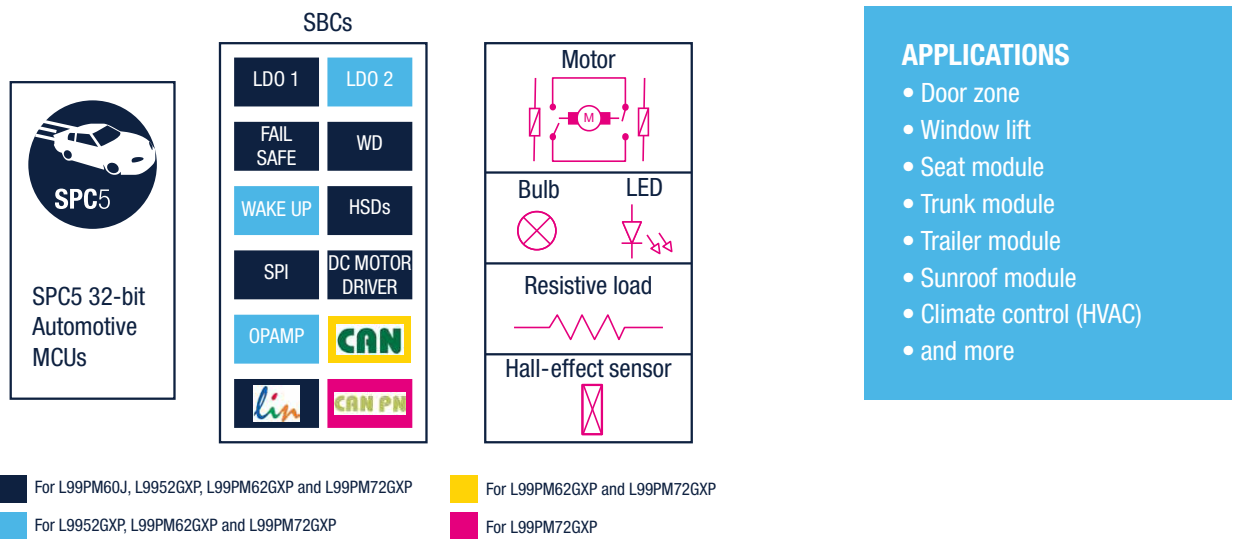 SBCs
SPC5
SPC5 32-bit
Automotive
MCUs
LDO 1
LDO 2
FAIL
SAFE
WD
WAKE UP
HSDs
SPI
DC MOTOR
DRIVER
OPAMP
CAN
lin
CAN PN
Motor
M
Bulb
LED
Resistive load
Hall-effect sensor
APPLICATIONS
• Door zone
• Window lift
• Seat module
• Trunk module
• Trailer module
• Sunroof module
• Climate control (HVAC)
• and more
For L99PM60J, L9952GXP, L99PM62GXP and L99PM72GXP
For L9952GXP, L99PM62GXP and L99PM72GXP
For L99PM62GXP and L99PM72GXP
For L99PM72GXP